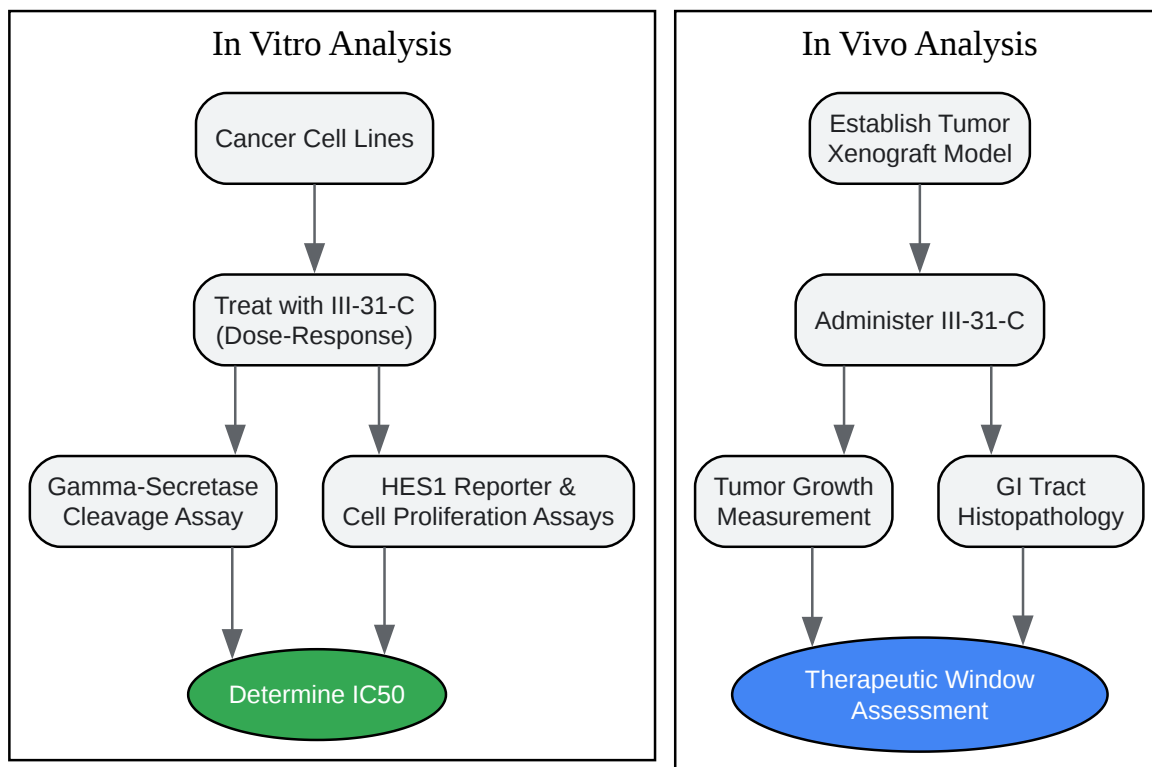 In Vitro Analysis
Cancer Cell Lines
Treat with III-31-C
(Dose-Response)
Gamma-Secretase
Cleavage Assay
HES1 Reporter &
Cell Proliferation Assays
Determine IC50
In Vivo Analysis
Establish Tumor
Xenograft Model
Administer III-31-C
Tumor Growth
Measurement
GI Tract
Histopathology
Therapeutic Window
Assessment